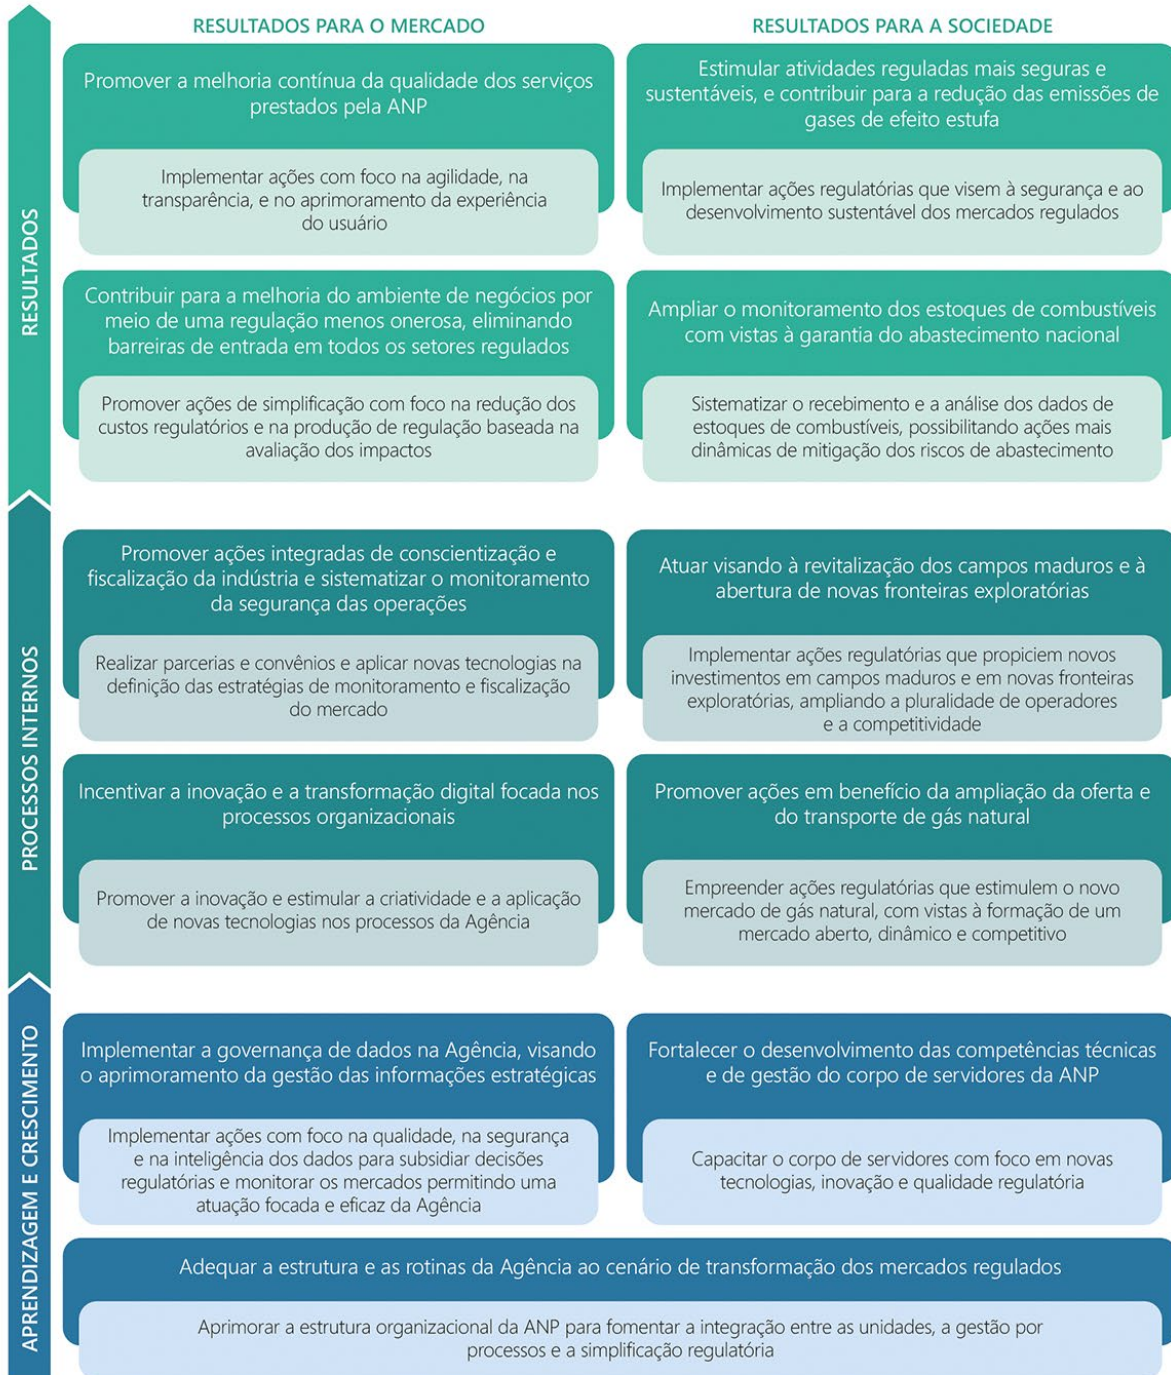 RESULTADOS PARA O MERCADO
RESULTADOS PARA A SOCIEDADE
RESULTADOS
Promover a melhoria contínua da qualidade dos serviços
prestados pela ANP
Implementar ações com foco na agilidade, na
transparência, e no aprimoramento da experiência
do usuário
Estimular atividades reguladas mais seguras e
sustentáveis, e contribuir para a redução das emissões de
gases de efeito estufa
Implementar ações regulatórias que visem à segurança e ao
desenvolvimento sustentável dos mercados regulados
Contribuir para a melhoria do ambiente de negócios por
meio de uma regulação menos onerosa, eliminando
barreiras de entrada em todos os setores regulados
Promover ações de simplificação com foco na redução dos
custos regulatórios e na produção de regulação baseada na
avaliação dos impactos
Ampliar o monitoramento dos estoques de combustíveis
com vistas à garantia do abastecimento nacional
Sistematizar o recebimento e a análise dos dados de
estoques de combustíveis, possibilitando ações mais
dinâmicas de mitigação dos riscos de abastecimento
PROCESSOS INTERNOS
Promover ações integradas de conscientização e
fiscalização da indústria e sistematizar o monitoramento
da segurança das operações
Realizar parcerias e convênios e aplicar novas tecnologias na
definição das estratégias de monitoramento e fiscalização
do mercado
Atuar visando à revitalização dos campos maduros e à
abertura de novas fronteiras exploratórias
Implementar ações regulatórias que propiciem novos
investimentos em campos maduros e em novas fronteiras
exploratórias, ampliando a pluralidade de operadores
e a competitividade
Incentivar a inovação e a transformação digital focada nos
processos organizacionais
Promover a inovação e estimular a criatividade e a aplicação
de novas tecnologias nos processos da Agência
Promover ações em benefício da ampliação da oferta e
do transporte de gás natural
Empreender ações regulatórias que estimulem o novo
mercado de gás natural, com vistas à formação de um
mercado aberto, dinâmico e competitivo
APRENDIZAGEM E CRESCIMENTO
Implementar a governança de dados na Agência, visando
o aprimoramento da gestão das informações estratégicas
Implementar ações com foco na qualidade, na segurança
e na inteligência dos dados para subsidiar decisões
regulatórias e monitorar os mercados permitindo uma
atuação focada e eficaz da Agência
Fortalecer o desenvolvimento das competências técnicas
e de gestão do corpo de servidores da ANP
Capacitar o corpo de servidores com foco em novas
tecnologias, inovação e qualidade regulatória
Adequar a estrutura e as rotinas da Agência ao cenário de transformação dos mercados regulados
Aprimorar a estrutura organizacional da ANP para fomentar a integração entre as unidades, a gestão por
processos e a simplificação regulatória